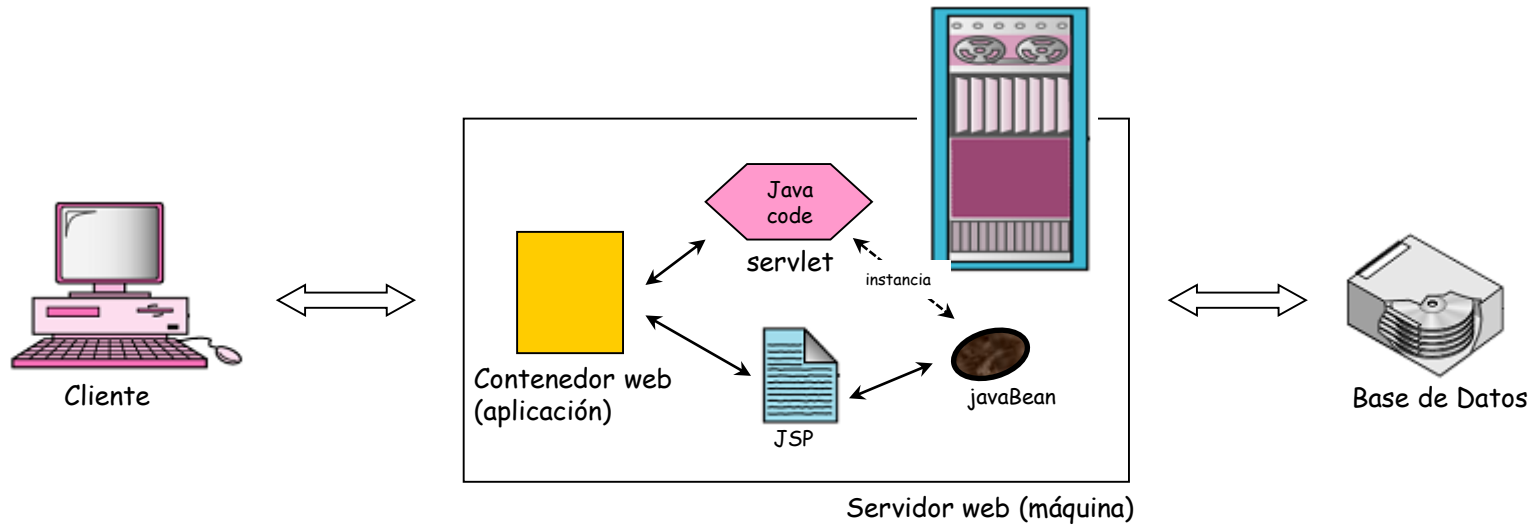 Java
code
servlet
instancia
Cliente
Contenedor web
(aplicación)
JSP
javaBean
Base de Datos
Servidor web (máquina)